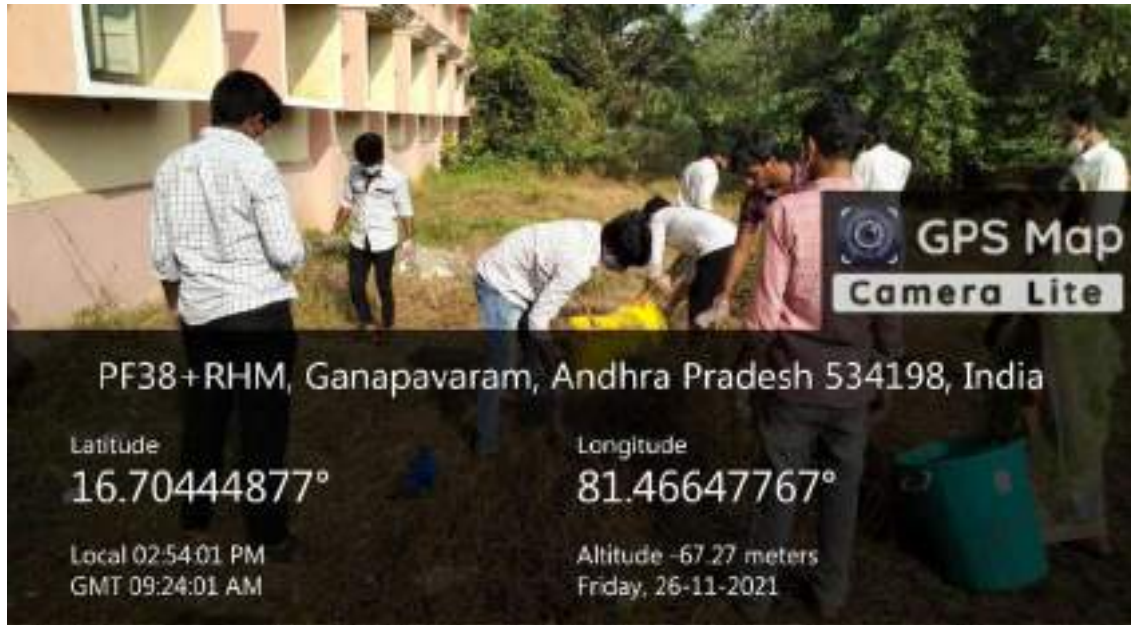 GPS Map
Camera Lite
PF38+RHM, Ganapavaram, Andhra Pradesh 534198, India
Latitude
16.70444877°
Longitude
81.46647767°
Local 02:54:01 PM
GMT 09:24:01 AM
Altitude -67.27 meters
Friday, 26-11-2021